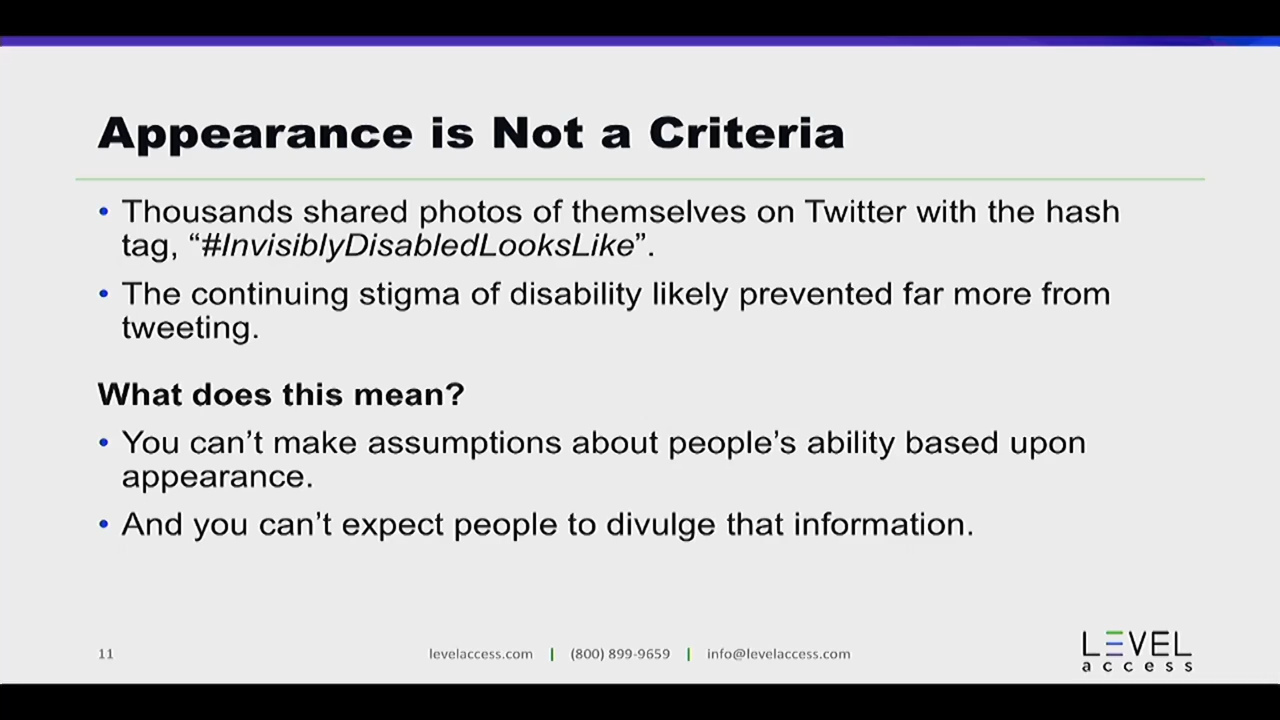 Appearance is Not a Criteria
• Thousands shared photos of themselves on Twitter with the hash
tag, “#InvisiblyDisabledLooksLike”.
• The continuing stigma of disability likely prevented far more from
tweeting.
What does this mean?
• You can’t make assumptions about people’s ability based upon
appearance.
• And you can’t expect people to divulge that information.
11
levelaccess.com | (800) 899-9659 | info@levelaccess.com
LEVEL
access